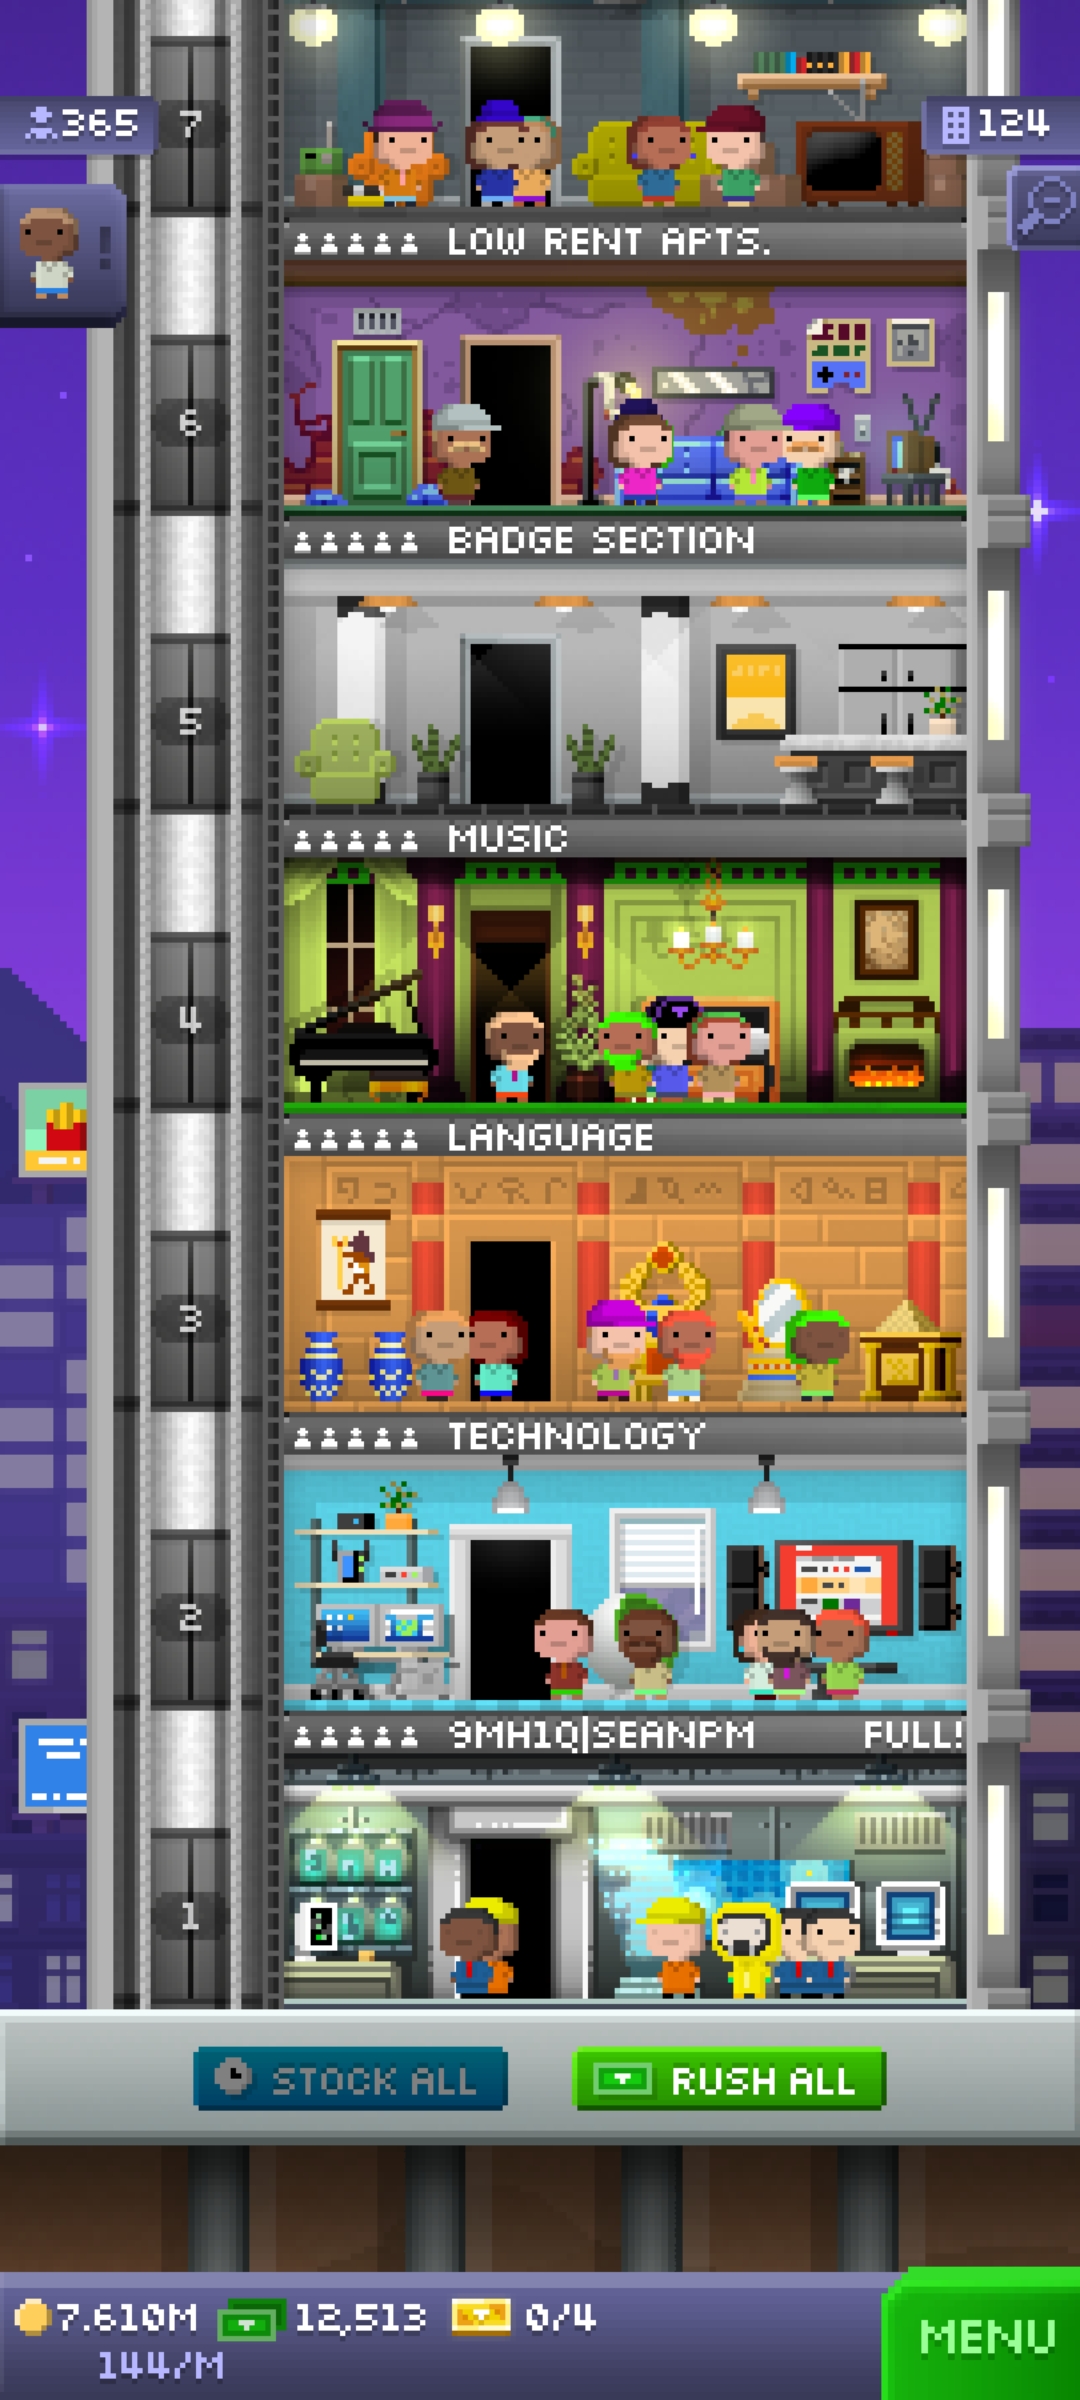 7
365
124
LOW RENT APTS.
6
BADGE SECTION
5
MUSIC
4
LANGUAGE
3
TECHNOLOGY
2
9MH1Q|SEANPM FULL!
1
STOCK ALL
RUSH ALL
7.610M
12,513
0/4
144/M
MENU